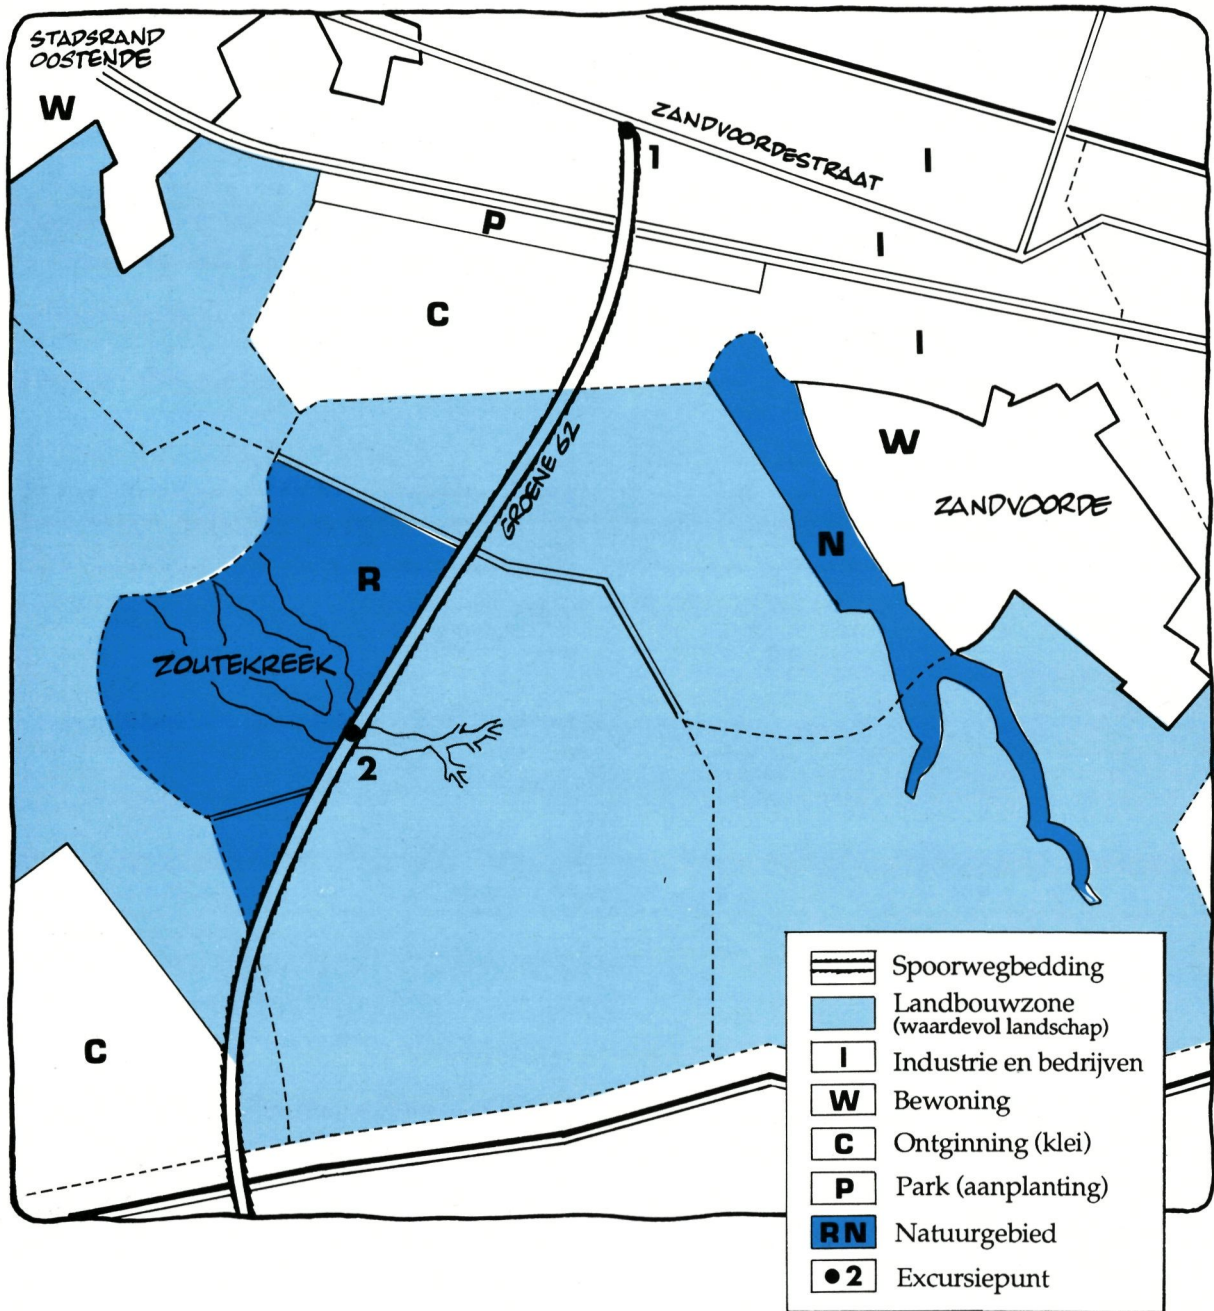 STADSRAND
OOSTENDE
W
ZANDVOORDESTRAAT
1
I
P
I
C
I
GROENE 62
W
ZANDVOORDE
N
R
ZOUTEKREEK
2
C
Spoorwegbedding
Landbouwzone
(waardevol landschap)
I Industrie en bedrijven
W Bewoning
C Ontginning (klei)
P Park (aanplanting)
RN Natuurgebied
2 Excursiepunt